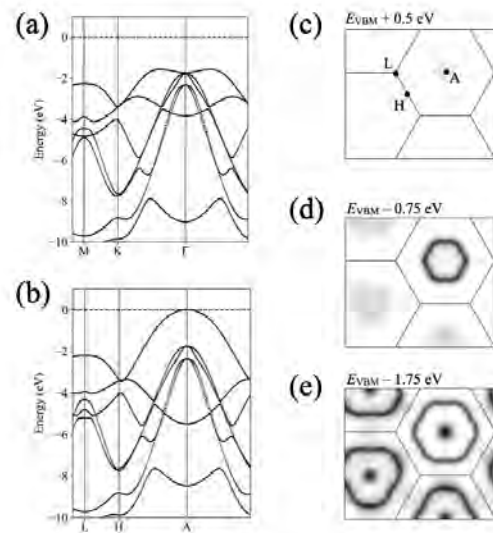 (a)
0
−2
−4
−6
−8
−10
Energy (eV)
M K Γ
(b)
0
−2
−4
−6
−8
−10
Energy (eV)
L H A
(c) EVBM + 0.5 eV
L
A
H
(d) EVBM − 0.75 eV
(e) EVBM − 1.75 eV